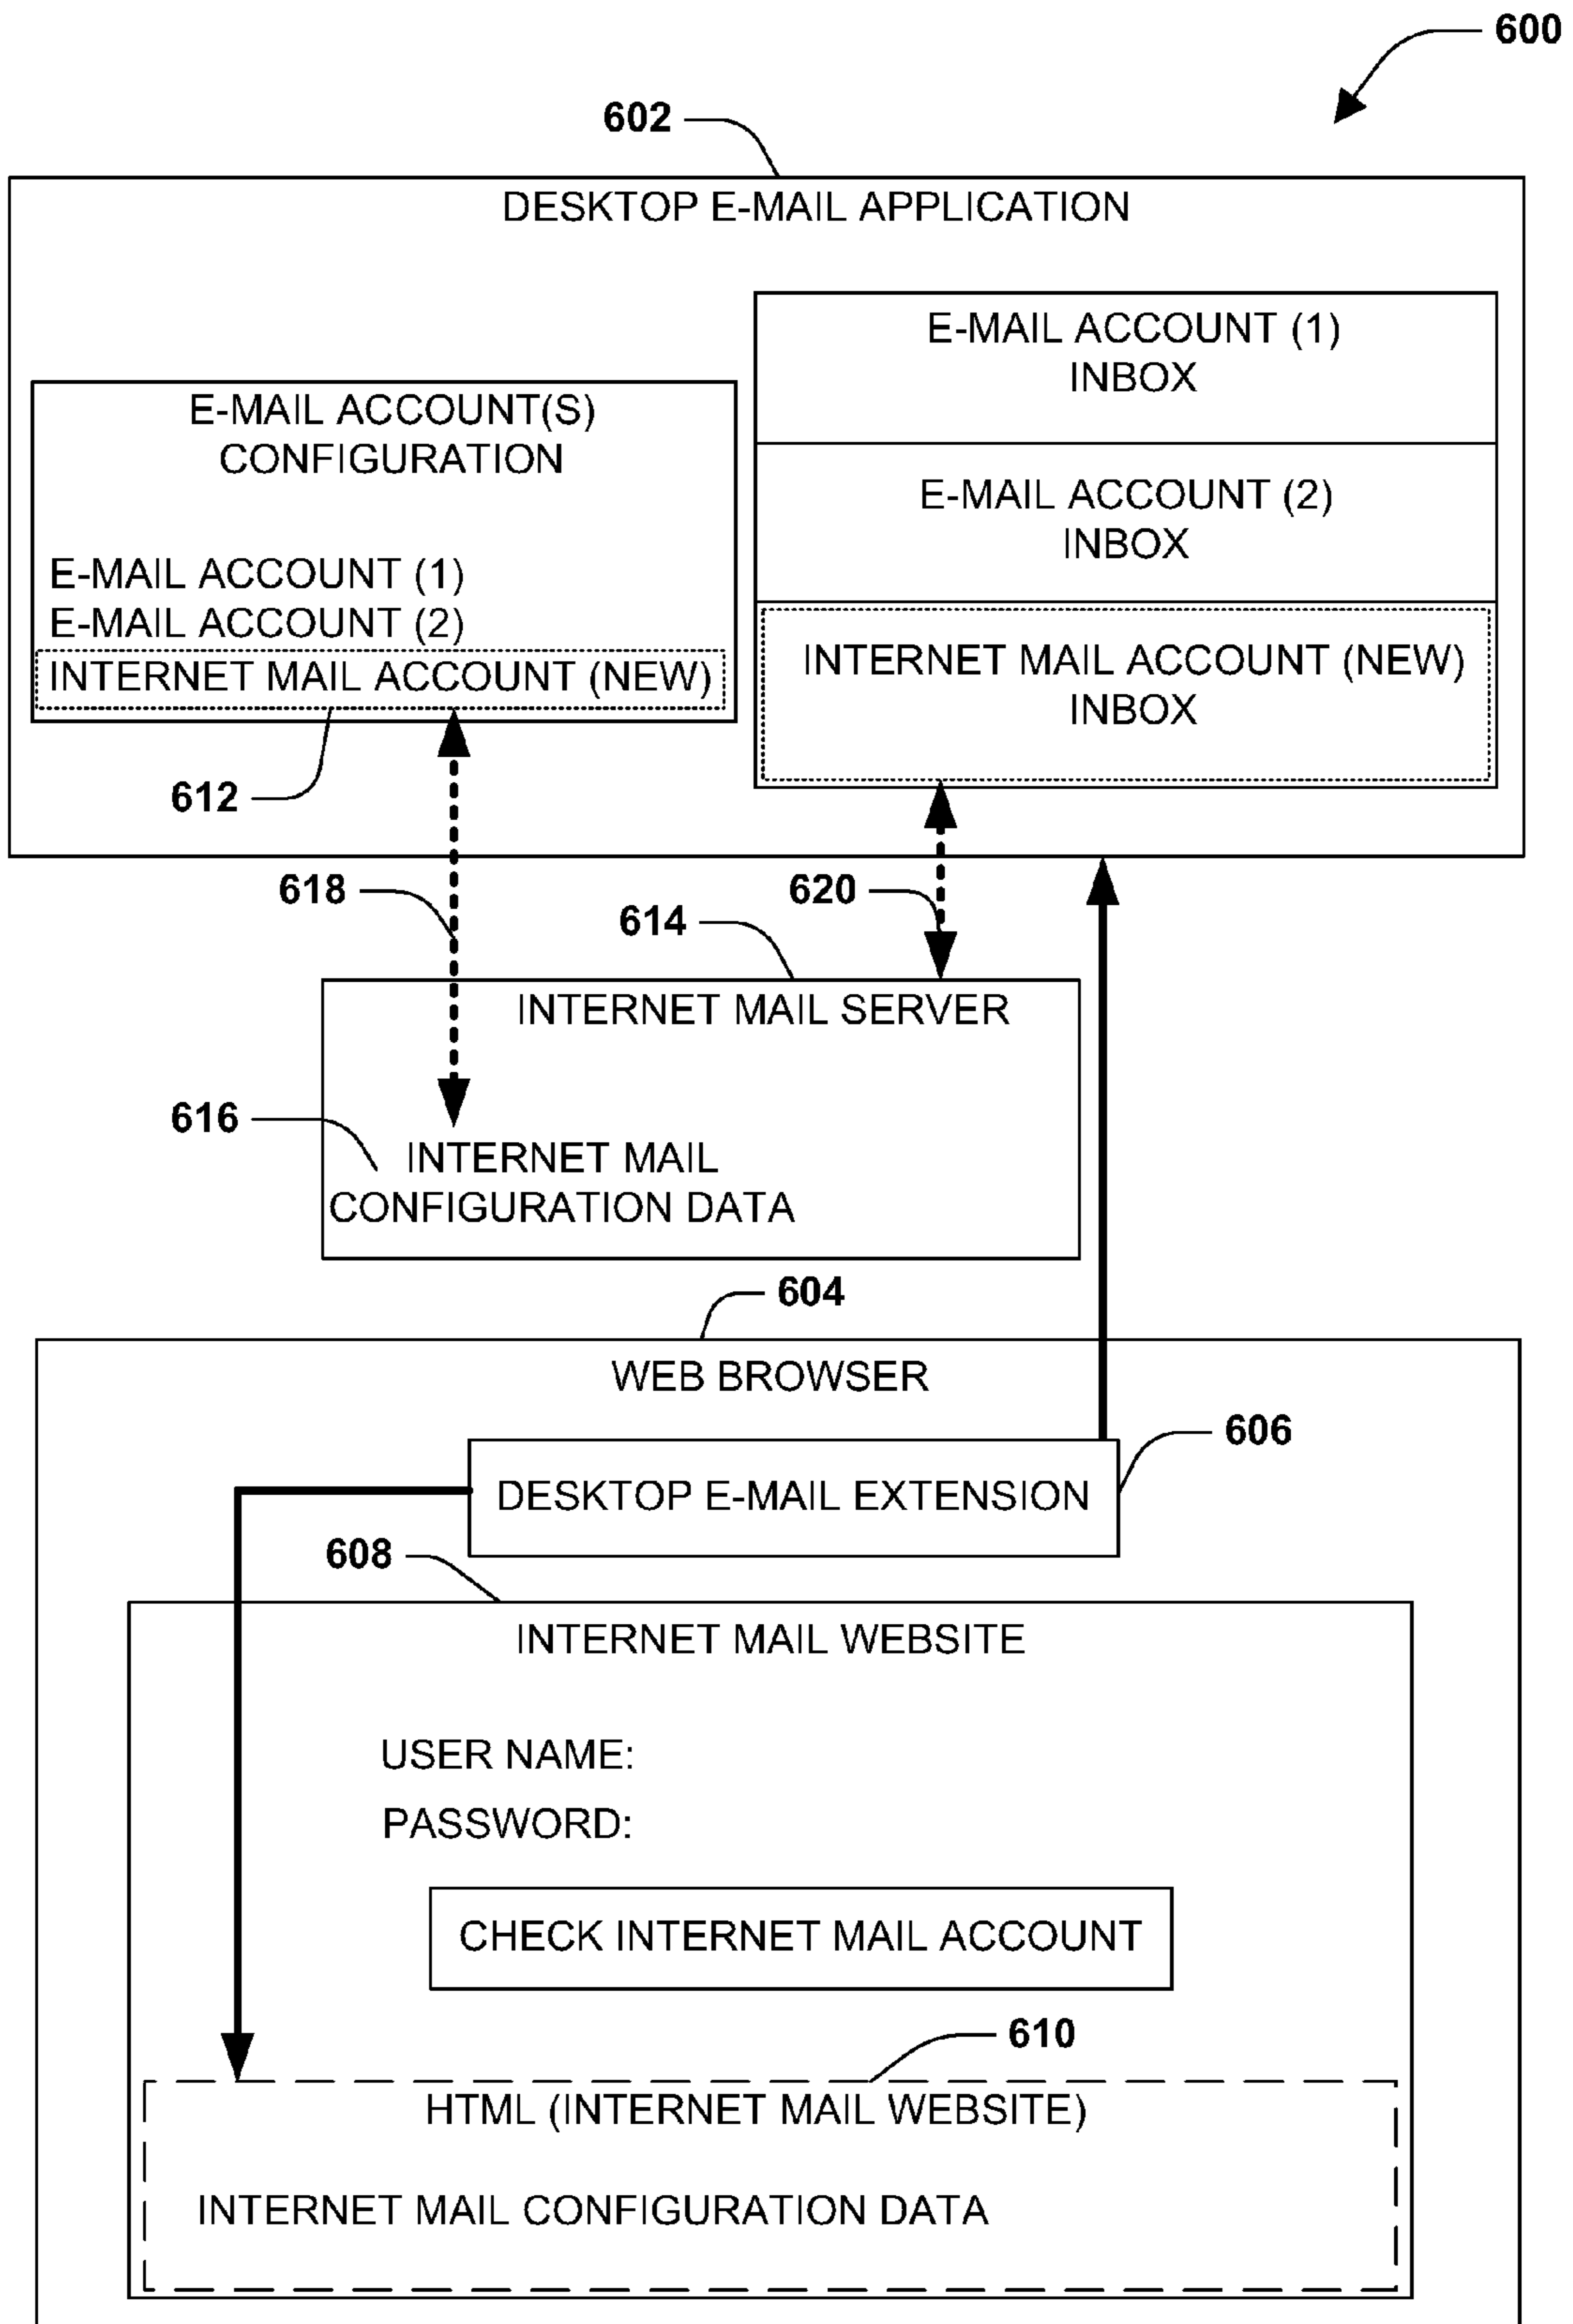 600
602
DESKTOP E-MAIL APPLICATION
E-MAIL ACCOUNT(S)
CONFIGURATION
E-MAIL ACCOUNT (1)
E-MAIL ACCOUNT (2)
INTERNET MAIL ACCOUNT (NEW)
612
E-MAIL ACCOUNT (1)
INBOX
E-MAIL ACCOUNT (2)
INBOX
INTERNET MAIL ACCOUNT (NEW)
INBOX
618
620
614
INTERNET MAIL SERVER
616
INTERNET MAIL
CONFIGURATION DATA
604
WEB BROWSER
606
DESKTOP E-MAIL EXTENSION
608
INTERNET MAIL WEBSITE
USER NAME:
PASSWORD:
CHECK INTERNET MAIL ACCOUNT
610
HTML (INTERNET MAIL WEBSITE)
INTERNET MAIL CONFIGURATION DATA